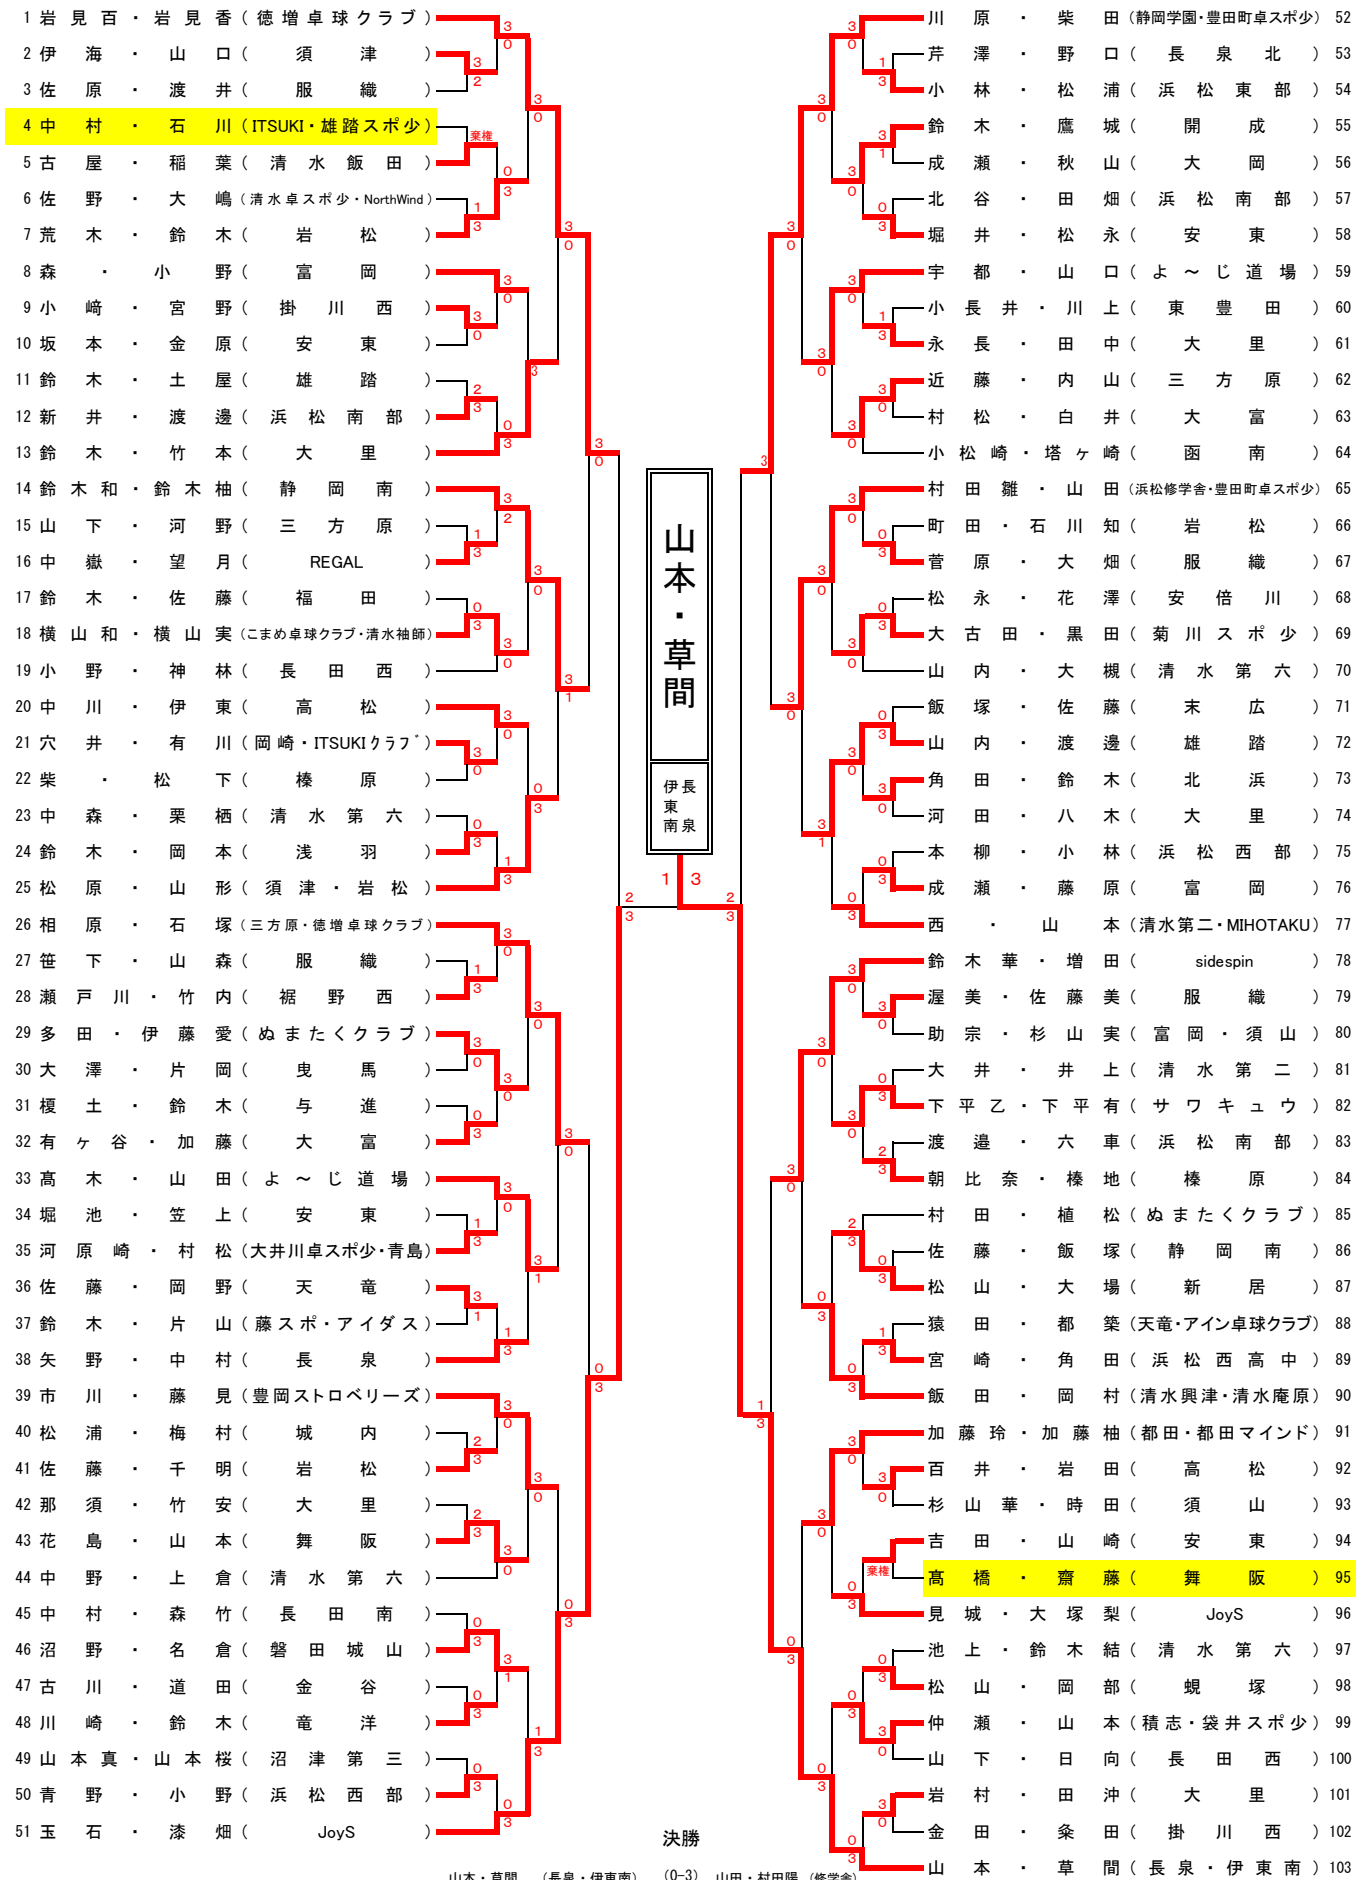 1 岩見百・岩見香(徳増卓球クラブ)
2 伊海・山口(須津)
3 佐原・渡井(服織)
4 中村・石川(ITSUKI・雄踏スポ少)
5 古屋・稲葉(清水飯田)
6 佐野・大嶋(清水卓スポ少・NorthWind)
7 荒木・鈴木(岩松)
8 森・小野(富岡)
9 小﨑・宮野(掛川西)
10 坂本・金原(安東)
11 鈴木・土屋(雄踏)
12 新井・渡邊(浜松南部)
13 鈴木・竹本(大里)
14 鈴木和・鈴木柚(静岡南)
15 山下・河野(三方原)
16 中嶽・望月(REGAL)
17 鈴木・佐藤(福田)
18 横山和・横山実(こまめ卓球クラブ・清水袖師)
19 小野・神林(長田西)
20 中川・伊東(高松)
21 穴井・有川(岡崎・ITSUKIクラブ)
22 柴・松下(榛原)
23 中森・栗栖(清水第六)
24 鈴木・岡本(浅羽)
25 松原・山形(須津・岩松)
26 相原・石塚(三方原・徳増卓球クラブ)
27 笹下・山森(服織)
28 瀬戸川・竹内(裾野西)
29 多田・伊藤愛(ぬまたくクラブ)
30 大澤・片岡(曳馬)
31 榎土・鈴木(与進)
32 有ヶ谷・加藤(大富)
33 髙木・山田(よ～じ道場)
34 堀池・笠上(安東)
35 河原崎・村松(大井川卓スポ少・青島)
36 佐藤・岡野(天竜)
37 鈴木・片山(藤スポ・アイダス)
38 矢野・中村(長泉)
39 市川・藤見(豊岡ストロベリーズ)
40 松浦・梅村(城内)
41 佐藤・千明(岩松)
42 那須・竹安(大里)
43 花島・山本(舞阪)
44 中野・上倉(清水第六)
45 中村・森竹(長田南)
46 沼野・名倉(磐田城山)
47 古川・道田(金谷)
48 川崎・鈴木(竜洋)
49 山本真・山本桜(沼津第三)
50 青野・小野(浜松西部)
51 玉石・漆畑(JoyS)
棄権
山本・草間
伊東南
長泉
1 3
川原・柴田(静岡学園・豊田町卓スポ少) 52
芹澤・野口(長泉北) 53
小林・松浦(浜松東部) 54
鈴木・鷹城(開成) 55
成瀬・秋山(大岡) 56
北谷・田畑(浜松南部) 57
堀井・松永(安東) 58
宇都・山口(よ～じ道場) 59
小長井・川上(東豊田) 60
永長・田中(大里) 61
近藤・内山(三方原) 62
村松・白井(大富) 63
小松崎・塔ヶ崎(函南) 64
村田雛・山田(浜松修学舎・豊田町卓スポ少) 65
町田・石川知(岩松) 66
菅原・大畑(服織) 67
松永・花澤(安倍川) 68
大古田・黒田(菊川スポ少) 69
山内・大槻(清水第六) 70
飯塚・佐藤(末広) 71
山内・渡邊(雄踏) 72
角田・鈴木(北浜) 73
河田・八木(大里) 74
本柳・小林(浜松西部) 75
成瀬・藤原(富岡) 76
西・山本(清水第二・MIHOTAKU) 77
鈴木華・増田(sidespin) 78
渥美・佐藤美(服織) 79
助宗・杉山実(富岡・須山) 80
大井・井上(清水第二) 81
下平乙・下平有(サワキュウ) 82
渡邉・六車(浜松南部) 83
朝比奈・榛地(榛原) 84
村田・植松(ぬまたくクラブ) 85
佐藤・飯塚(静岡南) 86
松山・大場(新居) 87
猿田・都築(天竜・アイン卓球クラブ) 88
宮崎・角田(浜松西高中) 89
飯田・岡村(清水興津・清水庵原) 90
加藤玲・加藤柚(都田・都田マインド) 91
百井・岩田(高松) 92
杉山華・時田(須山) 93
吉田・山崎(安東) 94
髙橋・齋藤(舞阪) 95
見城・大塚梨(JoyS) 96
池上・鈴木結(清水第六) 97
松山・岡部(蜆塚) 98
仲瀬・山本(積志・袋井スポ少) 99
山下・日向(長田西) 100
岩村・田沖(大里) 101
金田・粂田(掛川西) 102
山本・草間(長泉・伊東南) 103
棄権
決勝
山本・草間 (長泉・伊東南) (0-3) 山田・村田陽 (修学舎)